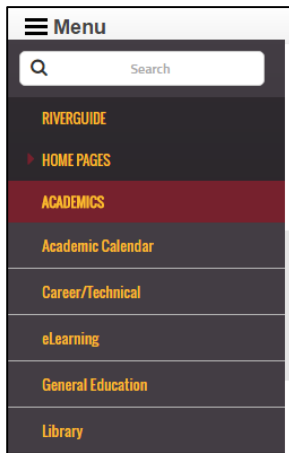 Menu
Search
RIVERGUIDE
HOME PAGES
ACADEMICS
Academic Calendar
Career/Technical
eLearning
General Education
Library